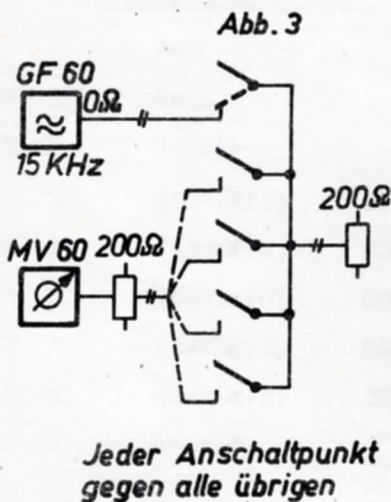 Abb. 3
GF 60
0Ω
≈
15 KHz
200Ω
MV 60
200Ω
Jeder Anschaltpunkt
gegen alle übrigen